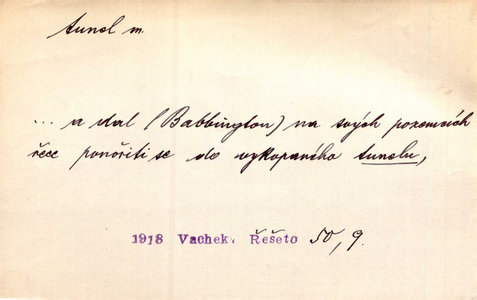 tunel m.
... a dal (Babbington) na svých pozemcích
řece ponořiti se do vykopaného tunelu,
1918 Vachek, Řešeto 50, 9.